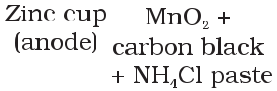 Zinc cup
(anode)
MnO₂ +
carbon black
+ NH₄Cl paste